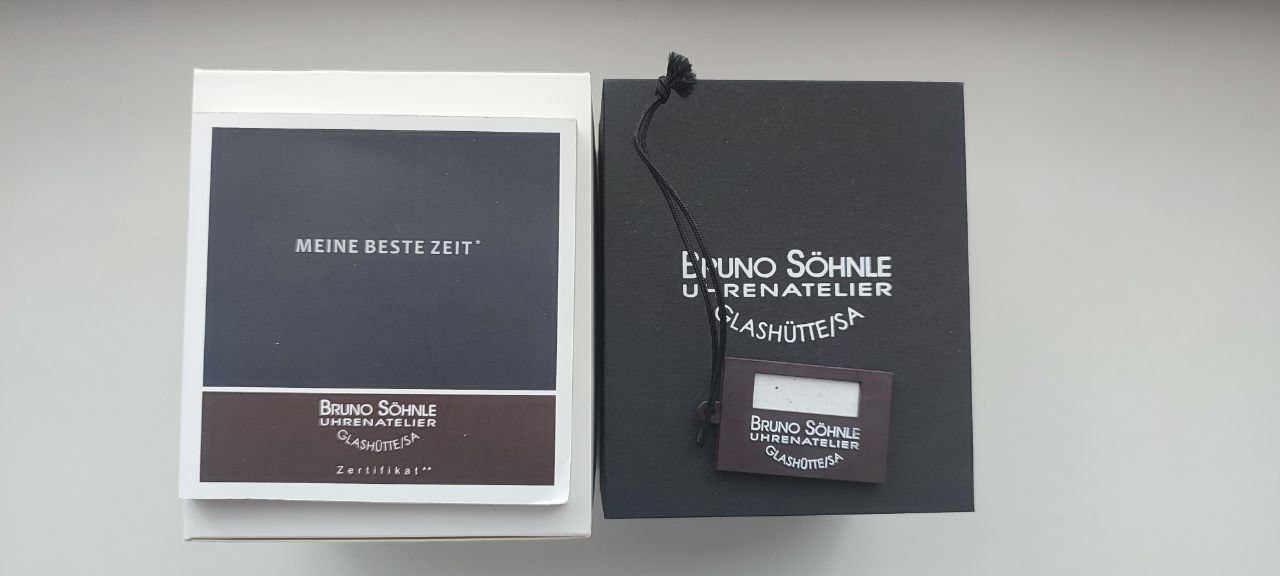 MEINE BESTE ZEIT*
BRUNO SÖHNLE
UHRENATELIER
GLASHÜTTE/SA
Zertifikat**
BRUNO SÖHNLE
UHRENATELIER
GLASHÜTTE/SA
BRUNO SÖHNLE
UHRENATELIER
GLASHÜTTE/SA